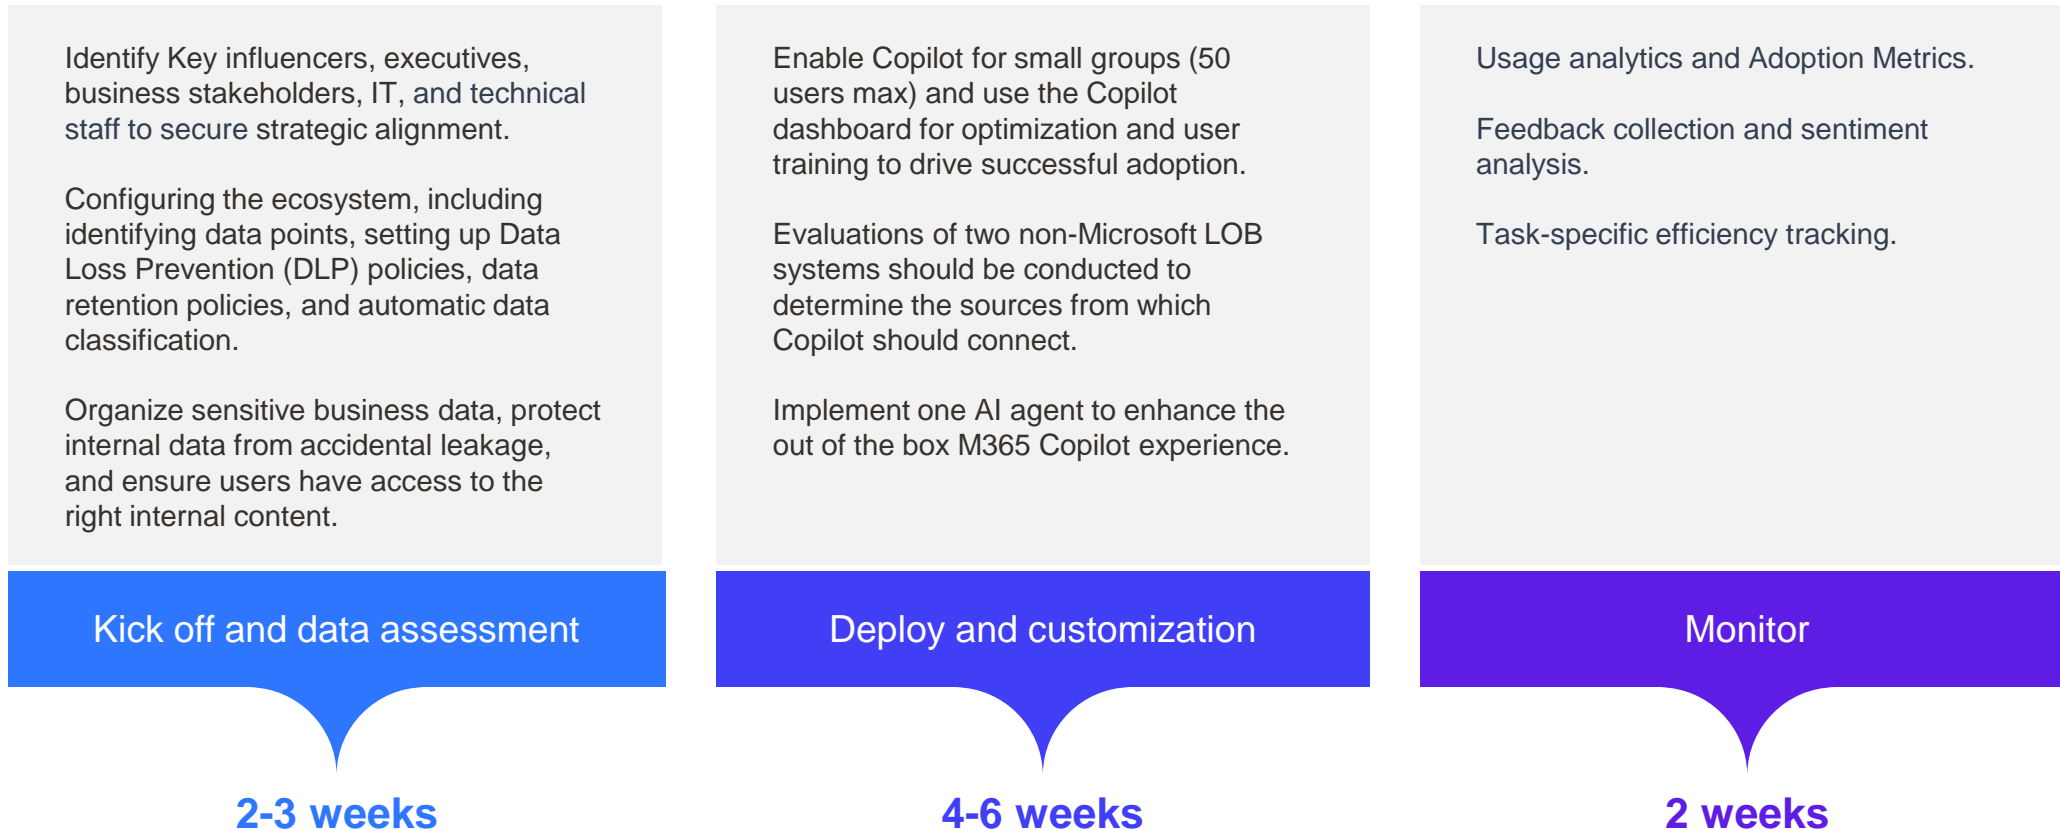 Identify Key influencers, executives,
business stakeholders, IT, and technical
staff to secure strategic alignment.
Configuring the ecosystem, including
identifying data points, setting up Data
Loss Prevention (DLP) policies, data
retention policies, and automatic data
classification.
Organize sensitive business data, protect
internal data from accidental leakage,
and ensure users have access to the
right internal content.
Kick off and data assessment
2-3 weeks
Enable Copilot for small groups (50
users max) and use the Copilot
dashboard for optimization and user
training to drive successful adoption.
Evaluations of two non-Microsoft LOB
systems should be conducted to
determine the sources from which
Copilot should connect.
Implement one AI agent to enhance the
out of the box M365 Copilot experience.
Deploy and customization
4-6 weeks
Usage analytics and Adoption Metrics.
Feedback collection and sentiment
analysis.
Task-specific efficiency tracking.
Monitor
2 weeks